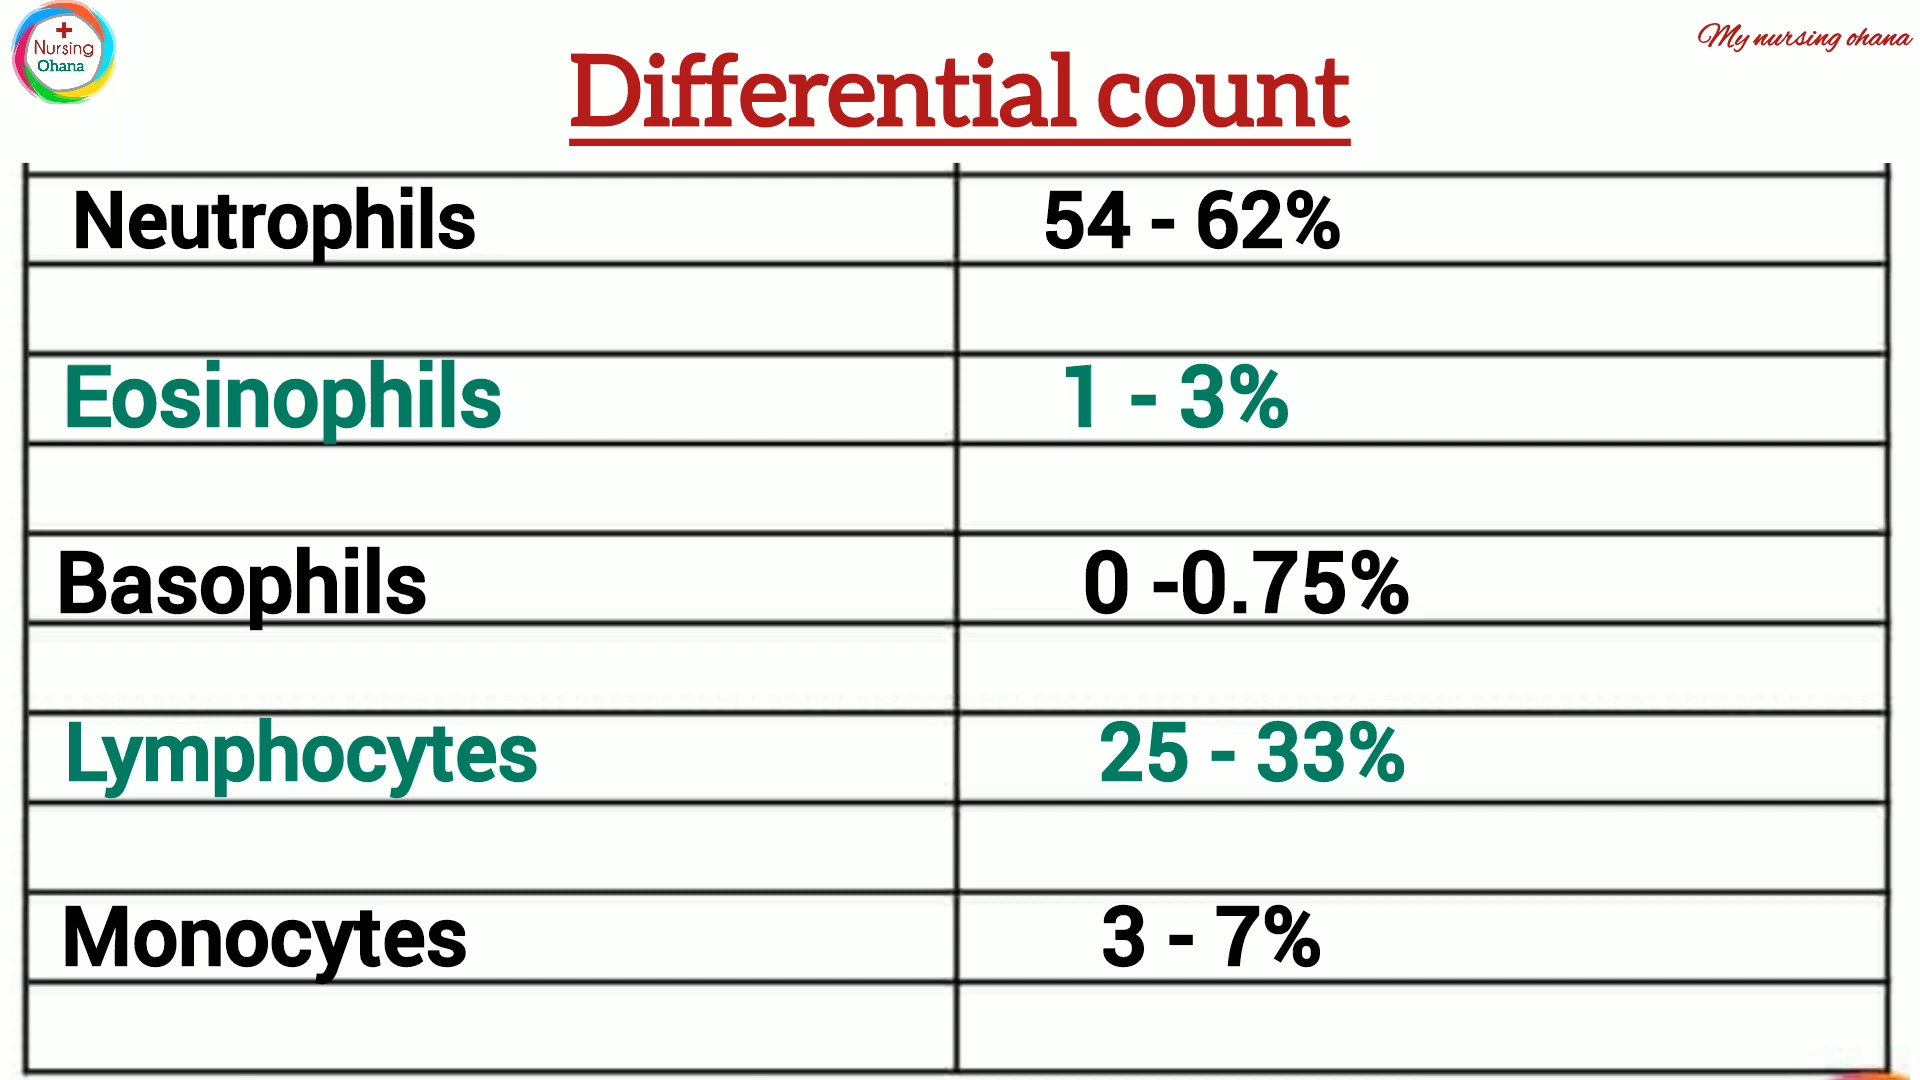 Nursing
Ohana
My nursing ohana
Differential count
Neutrophils 54 - 62%
Eosinophils 1 - 3%
Basophils 0 -0.75%
Lymphocytes 25 - 33%
Monocytes 3 - 7%